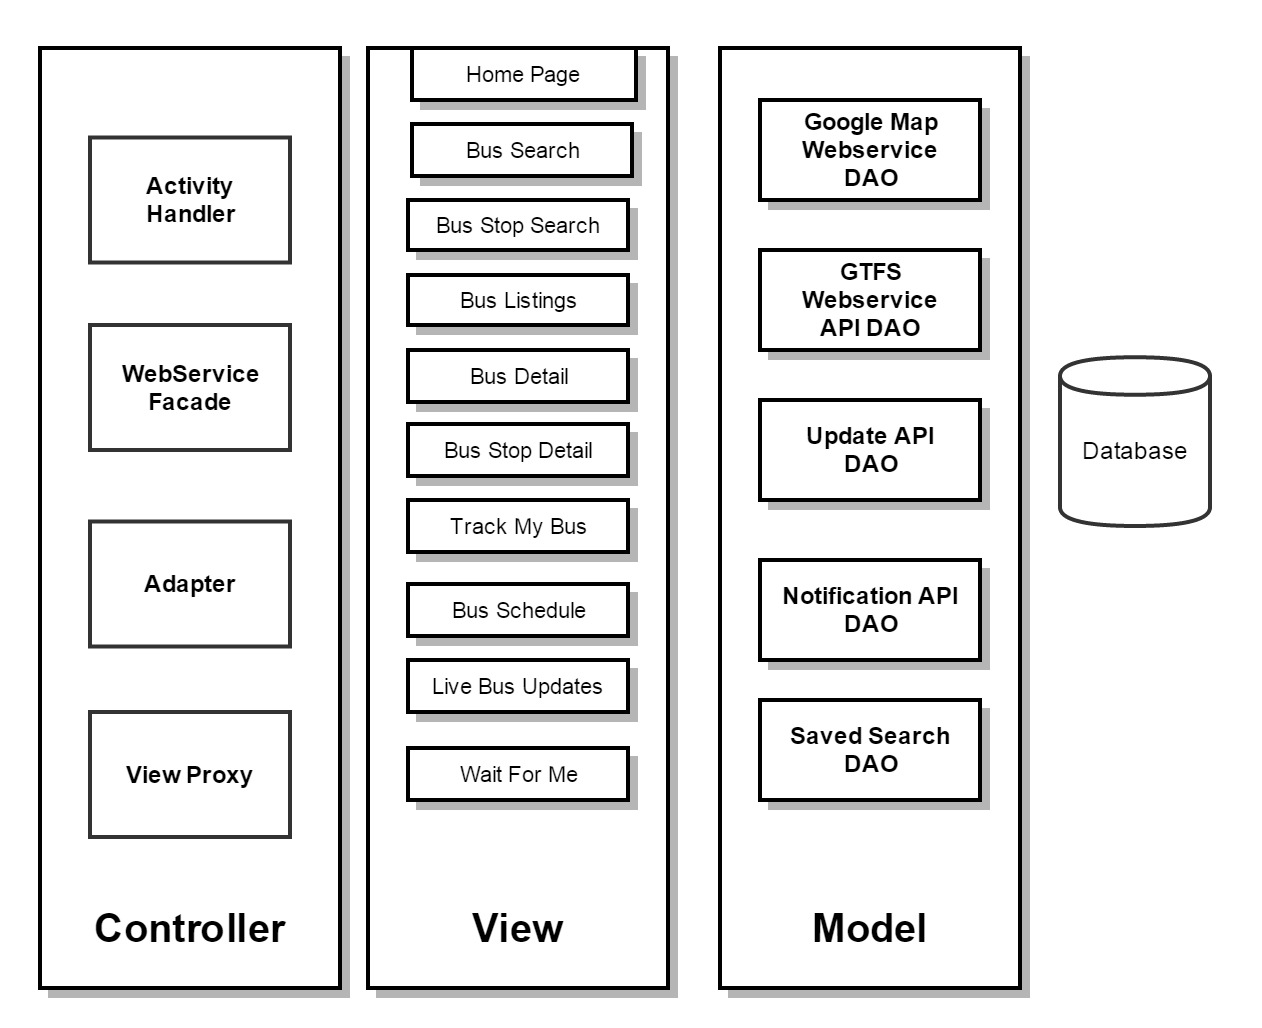 Activity
Handler
WebService
Facade
Adapter
View Proxy
Controller
Home Page
Bus Search
Bus Stop Search
Bus Listings
Bus Detail
Bus Stop Detail
Track My Bus
Bus Schedule
Live Bus Updates
Wait For Me
View
Google Map
Webservice
DAO
GTFS
Webservice
API DAO
Update API
DAO
Notification API
DAO
Saved Search
DAO
Model
Database